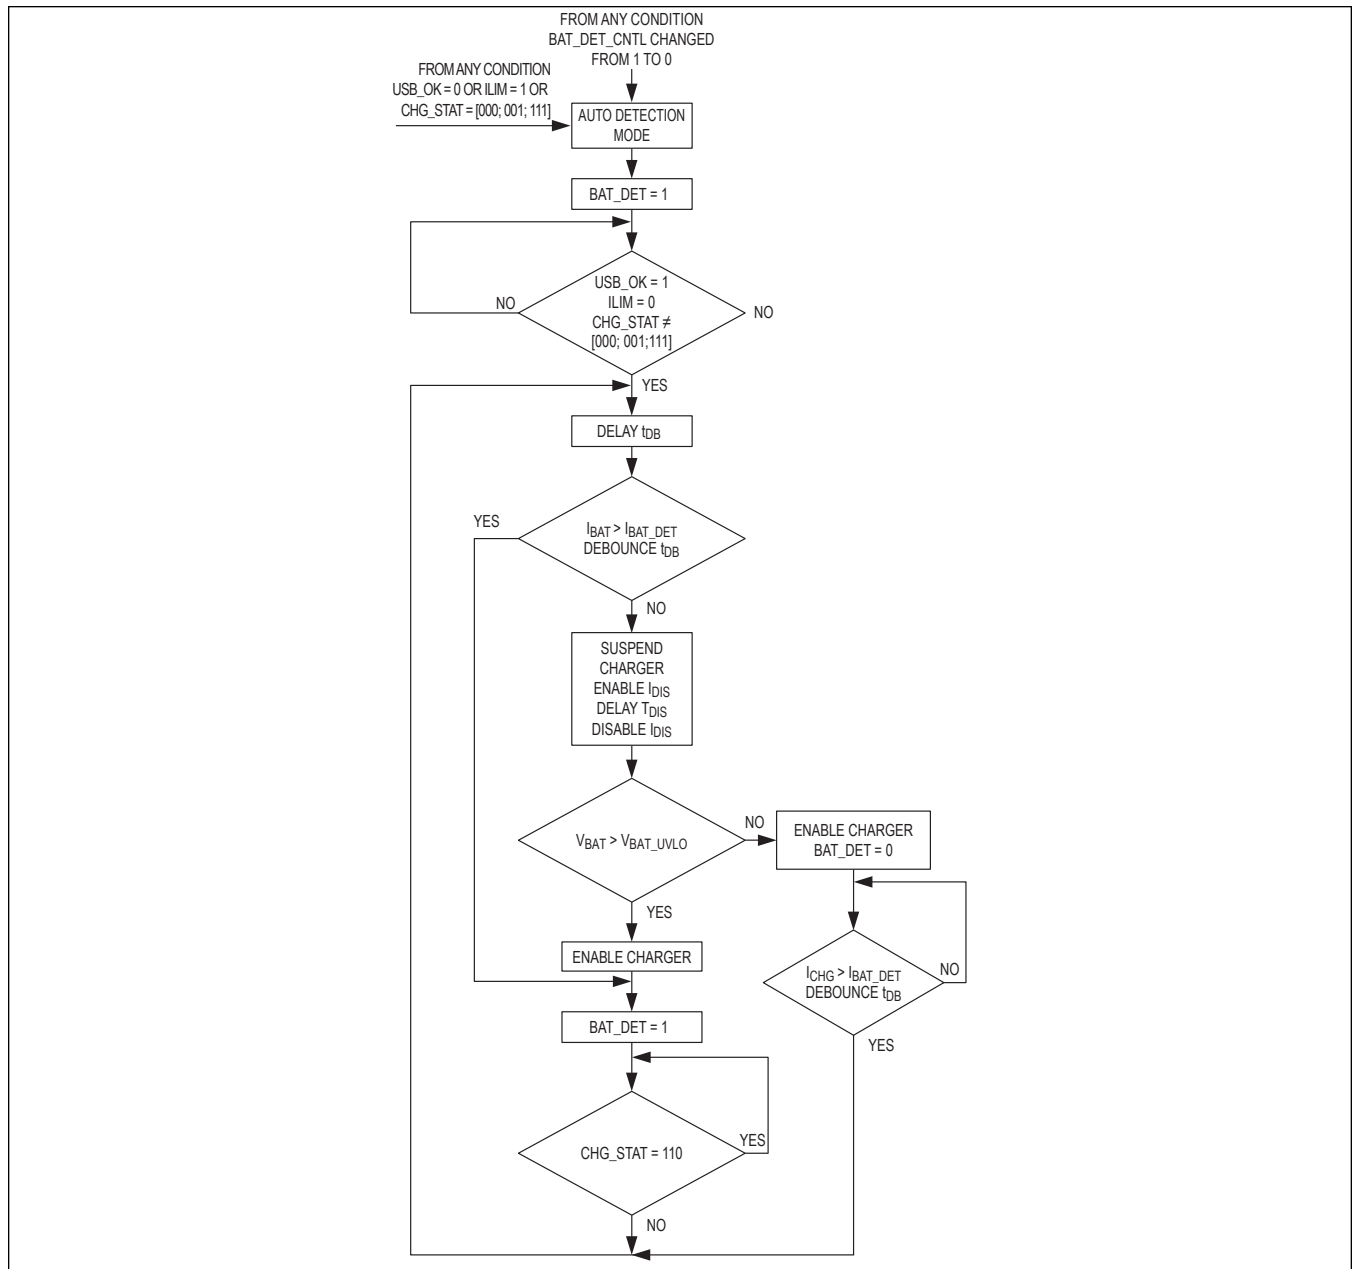 FROM ANY CONDITION
BAT_DET_CNTL CHANGED
FROM 1 TO 0
FROM ANY CONDITION
USB_OK = 0 OR ILIM = 1 OR
CHG_STAT = [000; 001; 111]
AUTO DETECTION
MODE
BAT_DET = 1
USB_OK = 1
ILIM = 0
CHG_STAT ≠
[000; 001;111]
NO
NO
YES
DELAY tDB
YES
IBAT > IBAT_DET
DEBOUNCE tDB
NO
SUSPEND
CHARGER
ENABLE IDIS
DELAY TDIS
DISABLE IDIS
VBAT > VBAT_UVLO
NO
ENABLE CHARGER
BAT_DET = 0
YES
ENABLE CHARGER
ICHG > IBAT_DET
DEBOUNCE tDB
NO
BAT_DET = 1
YES
CHG_STAT = 110
YES
NO